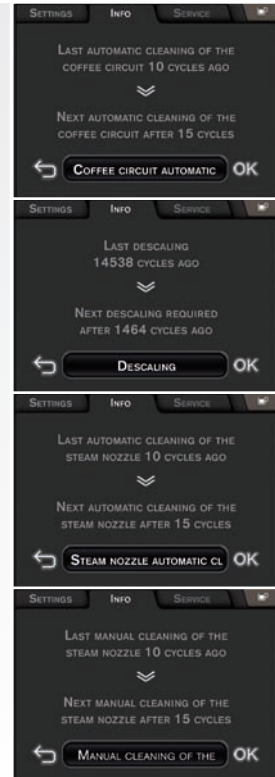 SETTINGS INFO SERVICE
LAST AUTOMATIC CLEANING OF THE
COFFEE CIRCUIT 10 CYCLES AGO
NEXT AUTOMATIC CLEANING OF THE
COFFEE CIRCUIT AFTER 15 CYCLES
COFFEE CIRCUIT AUTOMATIC OK
SETTINGS INFO SERVICE
LAST DESCALING
14538 CYCLES AGO
NEXT DESCALING REQUIRED
AFTER 1464 CYCLES AGO
DESCALING OK
SETTINGS INFO SERVICE
LAST AUTOMATIC CLEANING OF THE
STEAM NOZZLE 10 CYCLES AGO
NEXT AUTOMATIC CLEANING OF THE
STEAM NOZZLE AFTER 15 CYCLES
STEAM NOZZLE AUTOMATIC CL OK
SETTINGS INFO SERVICE
LAST MANUAL CLEANING OF THE
STEAM NOZZLE 10 CYCLES AGO
NEXT MANUAL CLEANING OF THE
STEAM NOZZLE AFTER 15 CYCLES
MANUAL CLEANING OF THE OK